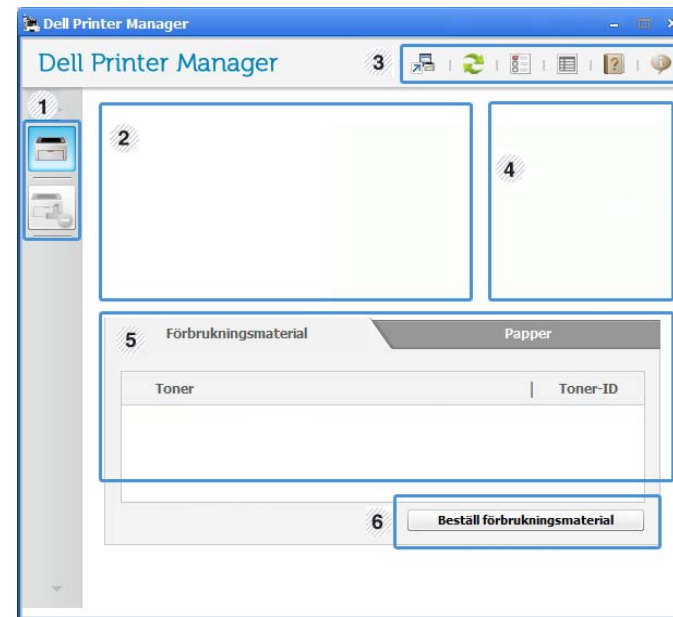 Dell Printer Manager
Dell Printer Manager
3
1
2
4
5
Förbrukningsmaterial
Papper
Toner
Toner-ID
6
Beställ förbrukningsmaterial